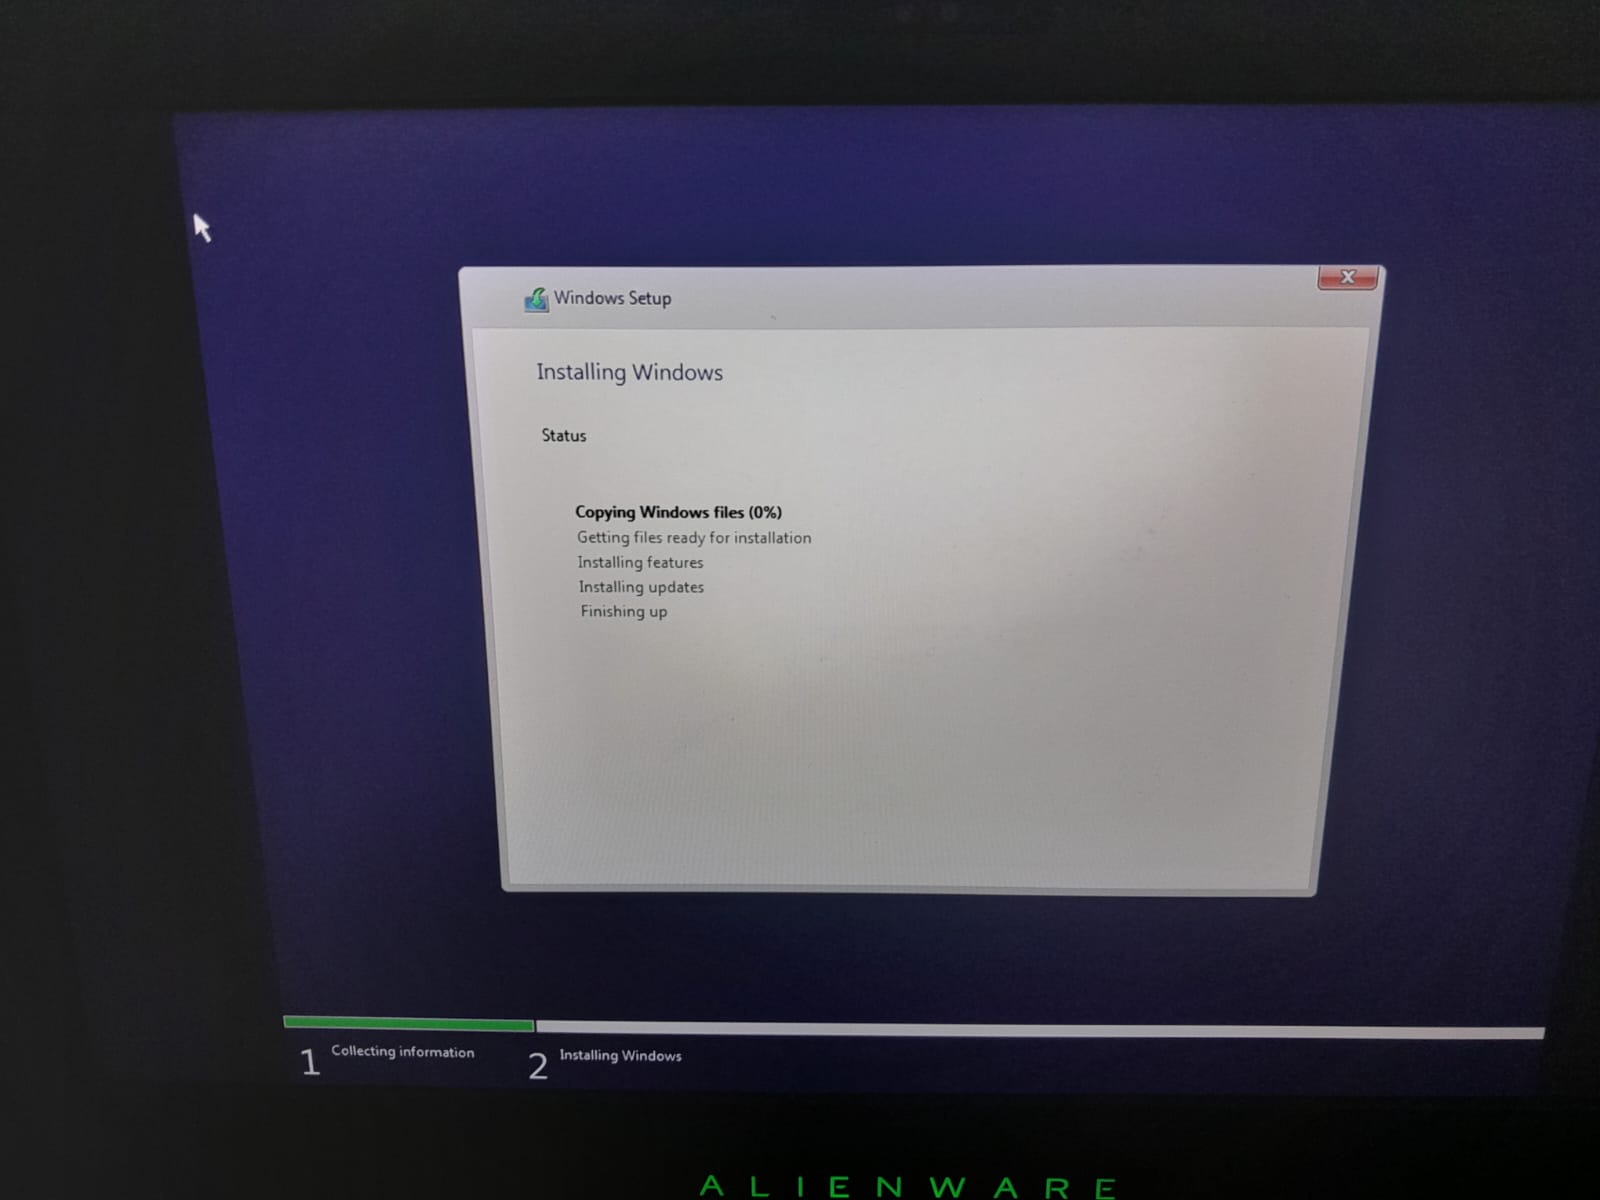 Windows Setup
Installing Windows
Status
Copying Windows files (0%)
Getting files ready for installation
Installing features
Installing updates
Finishing up
1 Collecting information
2 Installing Windows
ALIENWARE